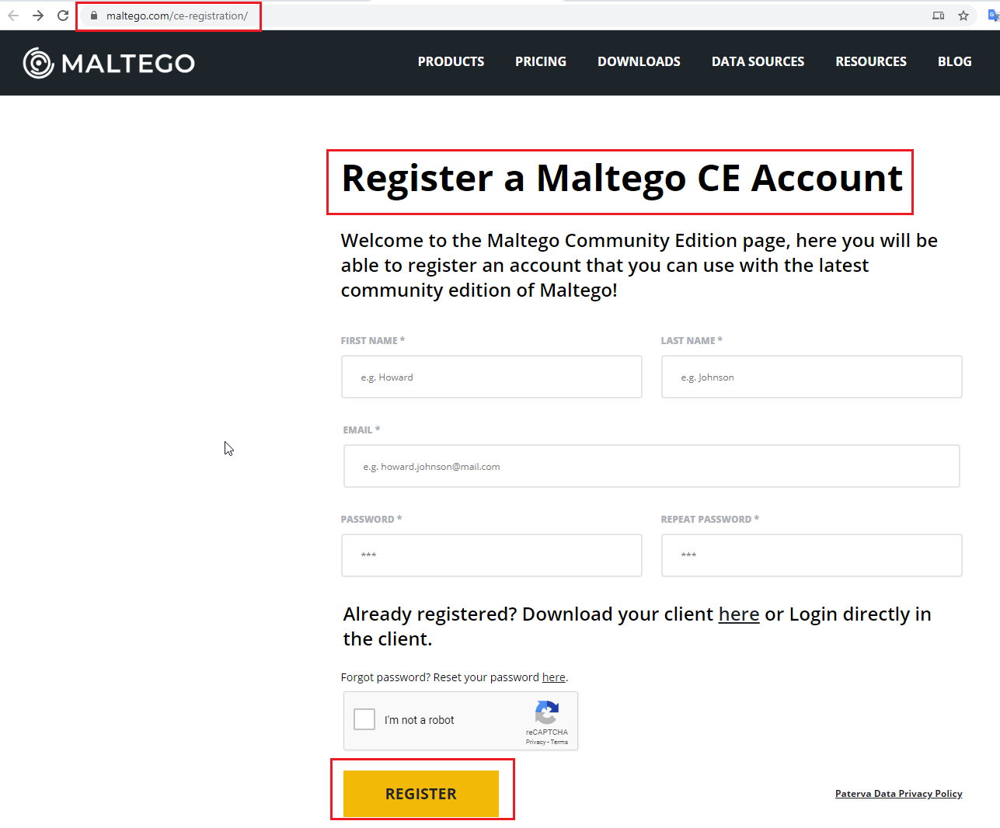 maltego.com/ce-registration/
MALTEGO
PRODUCTS PRICING DOWNLOADS DATA SOURCES RESOURCES BLOG
Register a Maltego CE Account
Welcome to the Maltego Community Edition page, here you will be
able to register an account that you can use with the latest
community edition of Maltego!
FIRST NAME * LAST NAME *
e.g. Howard e.g. Johnson
EMAIL *
e.g. howard.johnson@mail.com
PASSWORD * REPEAT PASSWORD *
*** ***
Already registered? Download your client here or Login directly in
the client.
Forgot password? Reset your password here.
I'm not a robot
reCAPTCHA
Privacy - Terms
REGISTER
Paterva Data Privacy Policy